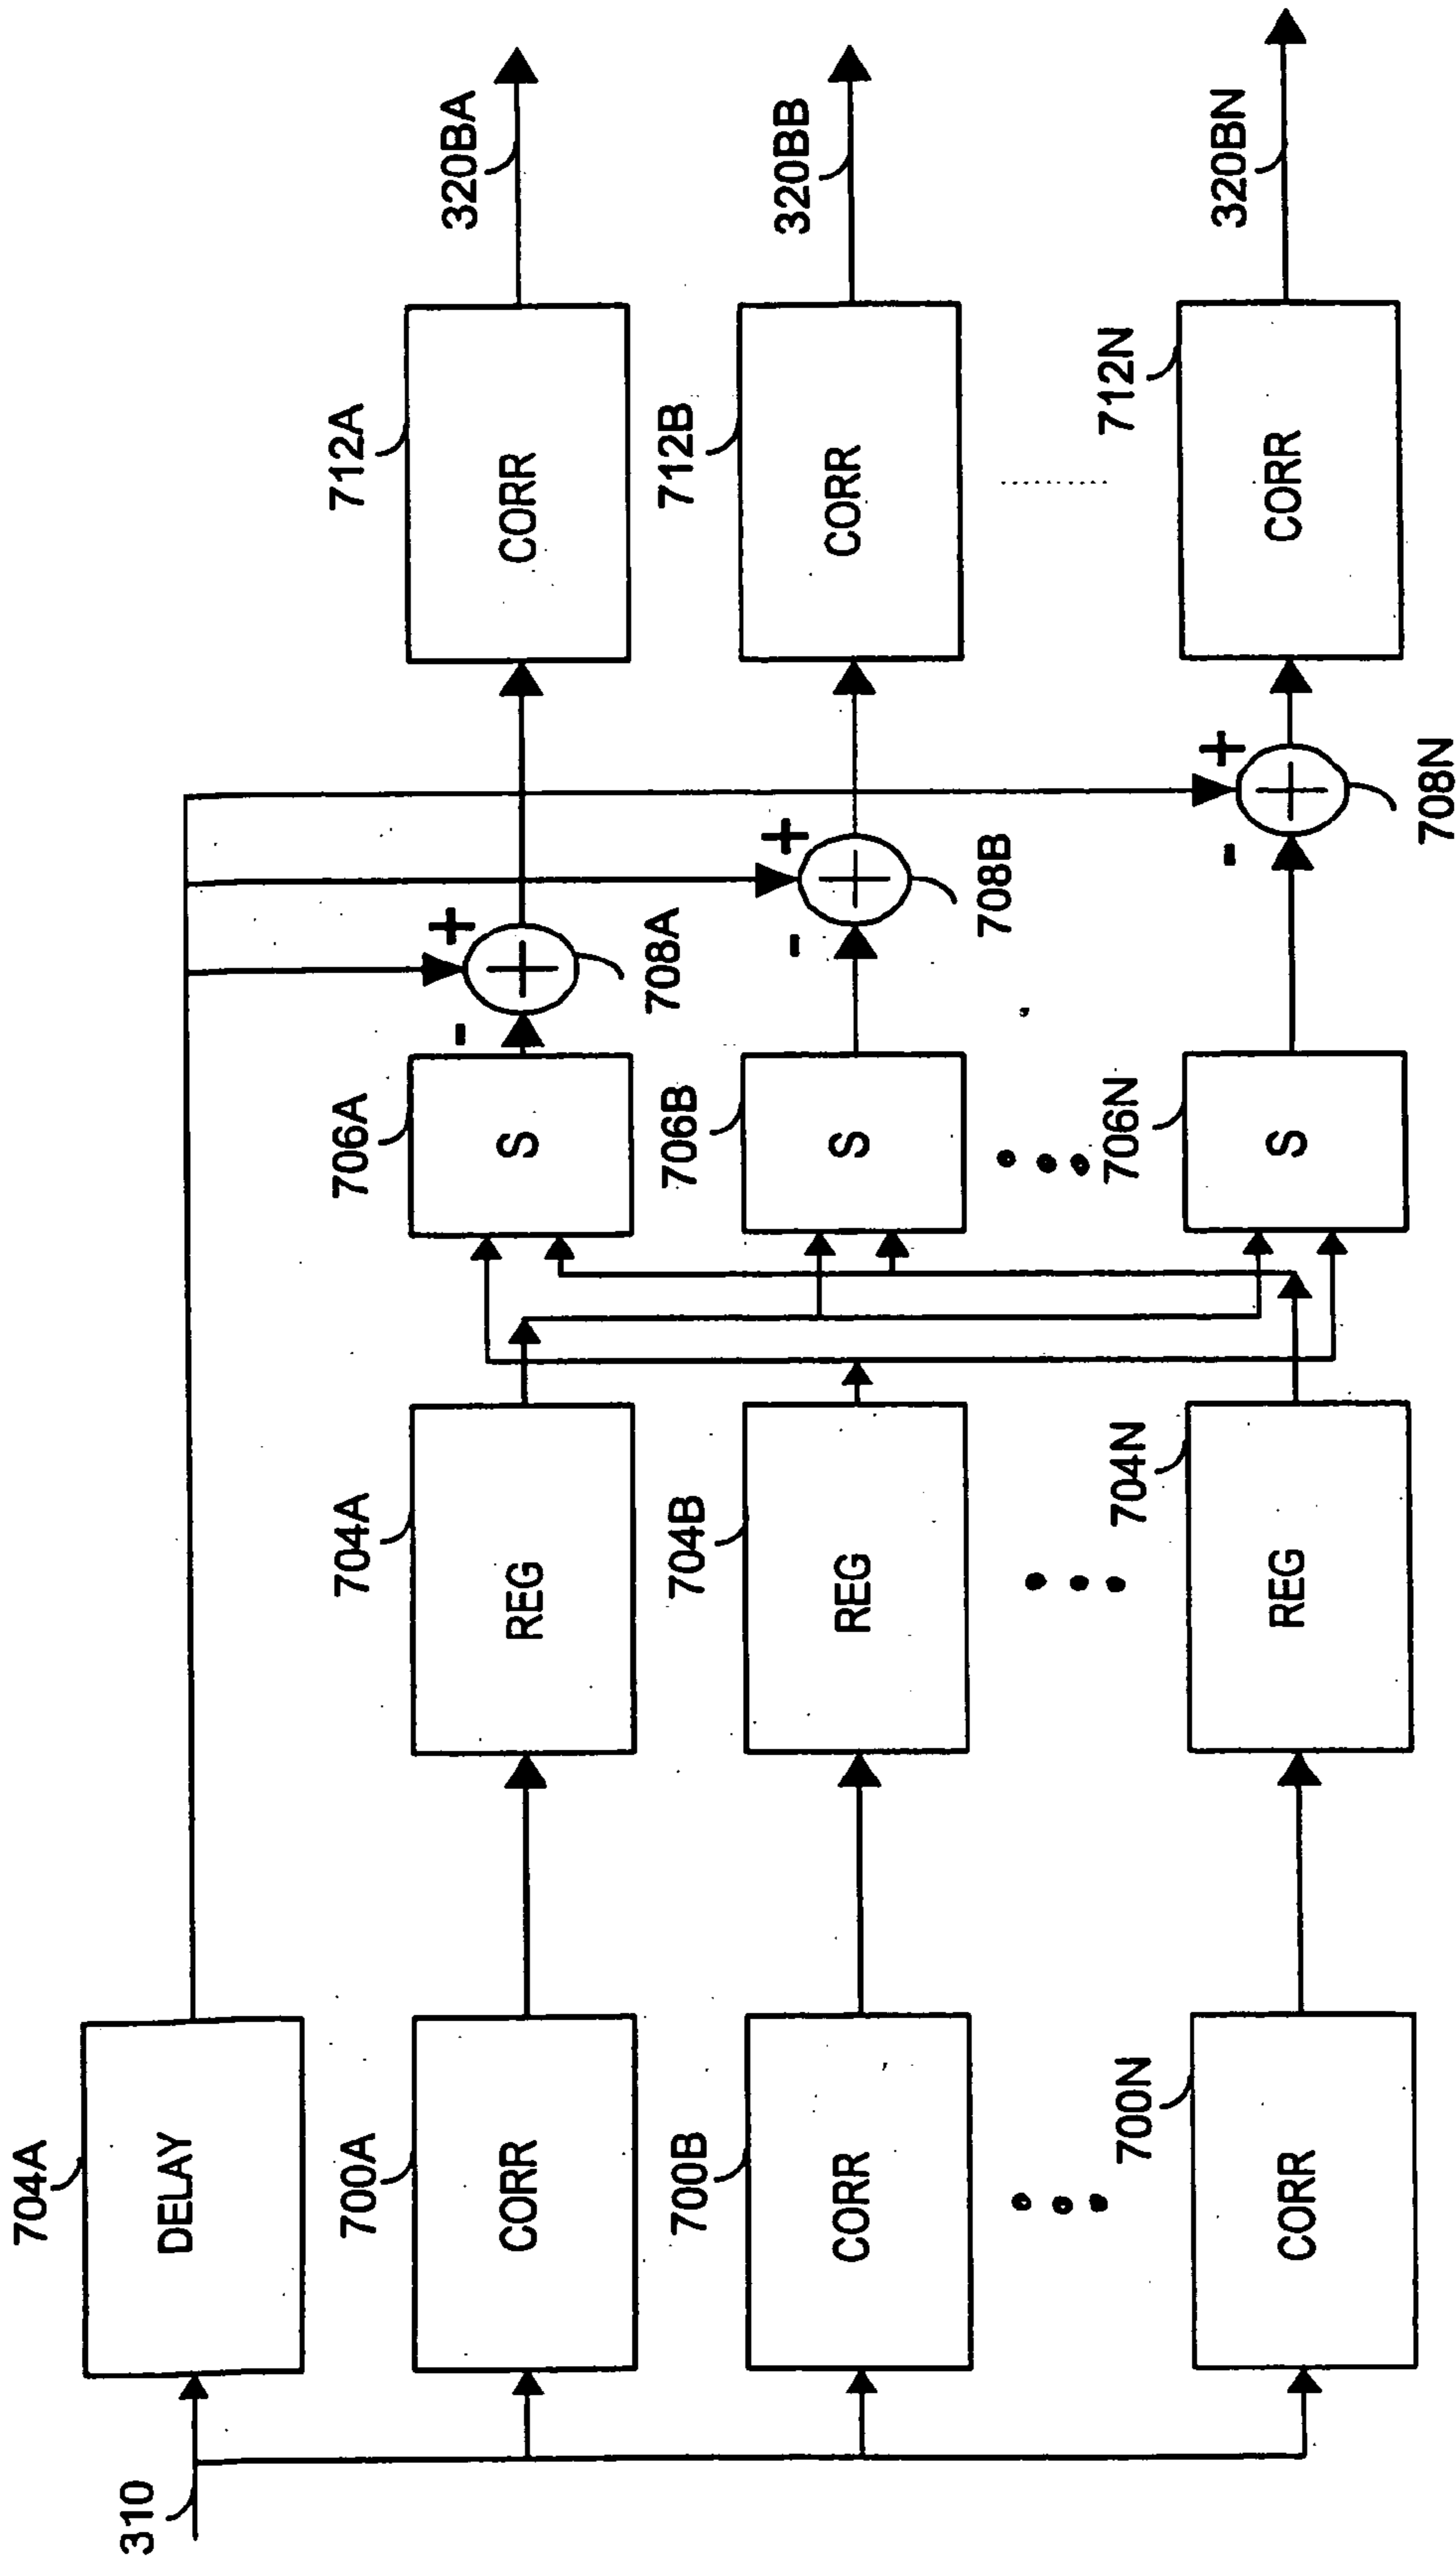 704A
DELAY
310
700A
CORR
704A
REG
706A
S
-
+
708A
712A
CORR
320BA
700B
CORR
704B
REG
706B
S
-
+
708B
712B
CORR
320BB
700N
CORR
704N
REG
706N
S
-
+
708N
712N
CORR
320BN